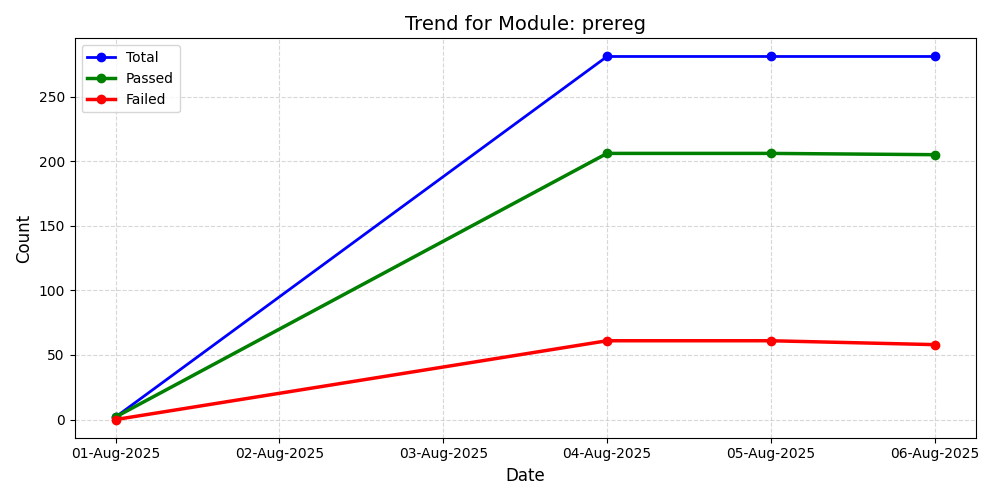 Trend for Module: prereg
Total
Passed
Failed
250
200
150
100
50
0
Count
01-Aug-2025 02-Aug-2025 03-Aug-2025 04-Aug-2025 05-Aug-2025 06-Aug-2025
Date